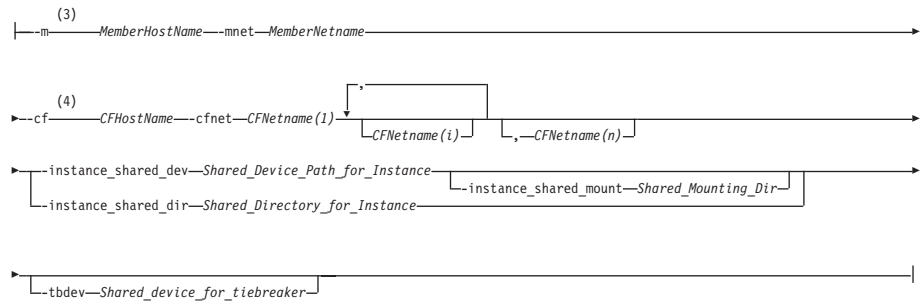 (3)
-m MemberHostName -mnet MemberNetname
(4)
-cf CFHostName -cfnet CFNetname(1) , CFNetname(i) , CFNetname(n)
-instance_shared_dev Shared_Device_Path_for_Instance -instance_shared_mount Shared_Mounting_Dir
-instance_shared_dir Shared_Directory_for_Instance
-tbdev Shared_device_for_tiebreaker